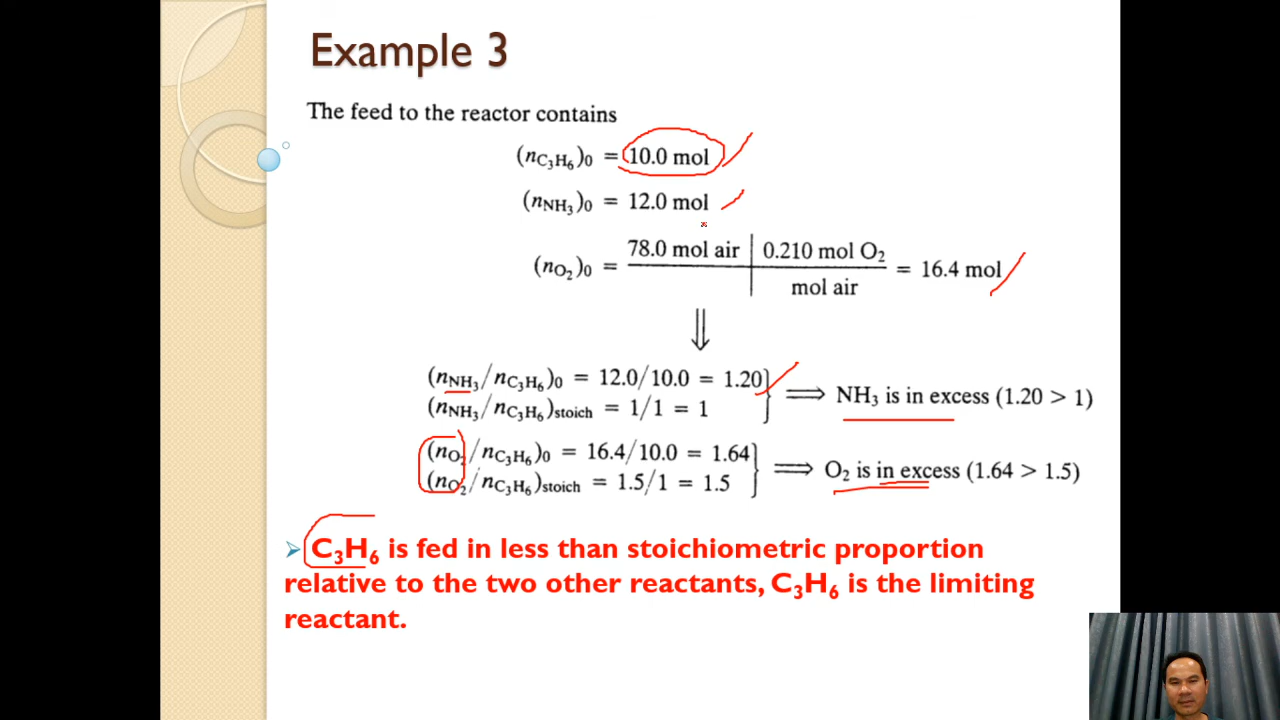 Example 3
The feed to the reactor contains
(nC₃H₆)₀ = 10.0 mol
(nNH₃)₀ = 12.0 mol
(nO₂)₀ = 78.0 mol air | 0.210 mol O₂ / mol air = 16.4 mol
⇓
(nNH₃/nC₃H₆)₀ = 12.0/10.0 = 1.20
(nNH₃/nC₃H₆)stoich = 1/1 = 1
⟹ NH₃ is in excess (1.20 > 1)
(nO₂/nC₃H₆)₀ = 16.4/10.0 = 1.64
(nO₂/nC₃H₆)stoich = 1.5/1 = 1.5
⟹ O₂ is in excess (1.64 > 1.5)
➢ C₃H₆ is fed in less than stoichiometric proportion
relative to the two other reactants, C₃H₆ is the limiting
reactant.